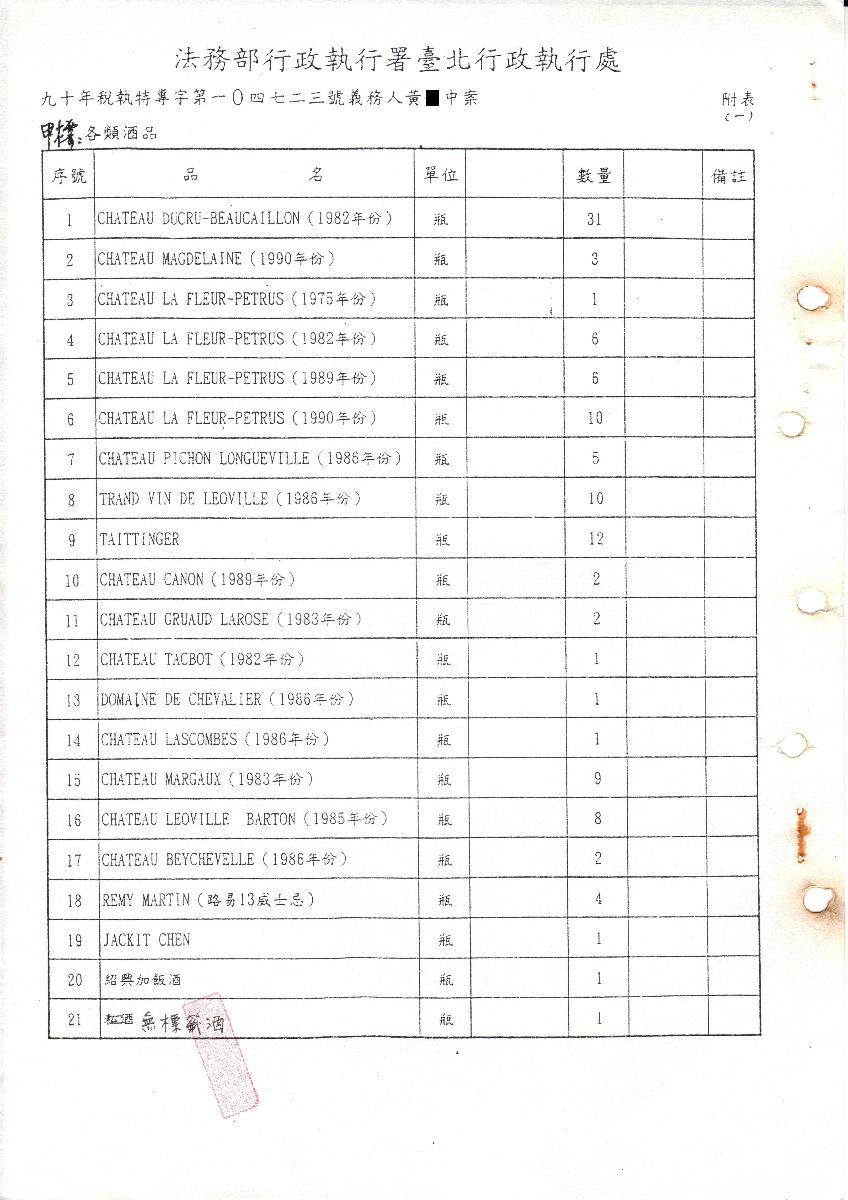 法務部行政執行署臺北行政執行處
九十年稅執特專字第一0四七二三號義務人黃■中案 附表
(一)
甲標:各類酒品
序號 品 名 單位 數量 備註
1 CHATEAU DUCRU-BEAUCAILLON (1982年份) 瓶 31
2 CHATEAU MAGDELAINE (1990年份) 瓶 3
3 CHATEAU LA FLEUR-PETRUS (1975年份) 瓶 1
4 CHATEAU LA FLEUR-PETRUS (1982年份) 瓶 6
5 CHATEAU LA FLEUR-PETRUS (1989年份) 瓶 6
6 CHATEAU LA FLEUR-PETRUS (1990年份) 瓶 10
7 CHATEAU PICHON LONGUEVILLE (1986年份) 瓶 5
8 TRAND VIN DE LEOVILLE (1986年份) 瓶 10
9 TAITTINGER 瓶 12
10 CHATEAU CANON (1989年份) 瓶 2
11 CHATEAU GRUAUD LAROSE (1983年份) 瓶 2
12 CHATEAU TACBOT (1982年份) 瓶 1
13 DOMAINE DE CHEVALIER (1986年份) 瓶 1
14 CHATEAU LASCOMBES (1986年份) 瓶 1
15 CHATEAU MARGAUX (1983年份) 瓶 9
16 CHATEAU LEOVILLE BARTON (1985年份) 瓶 8
17 CHATEAU BEYCHEVELLE (1986年份) 瓶 2
18 REMY MARTIN (路易13威士忌) 瓶 4
19 JACKIT CHEN 瓶 1
20 紹興加飯酒 瓶 1
21 無標籤酒 瓶 1